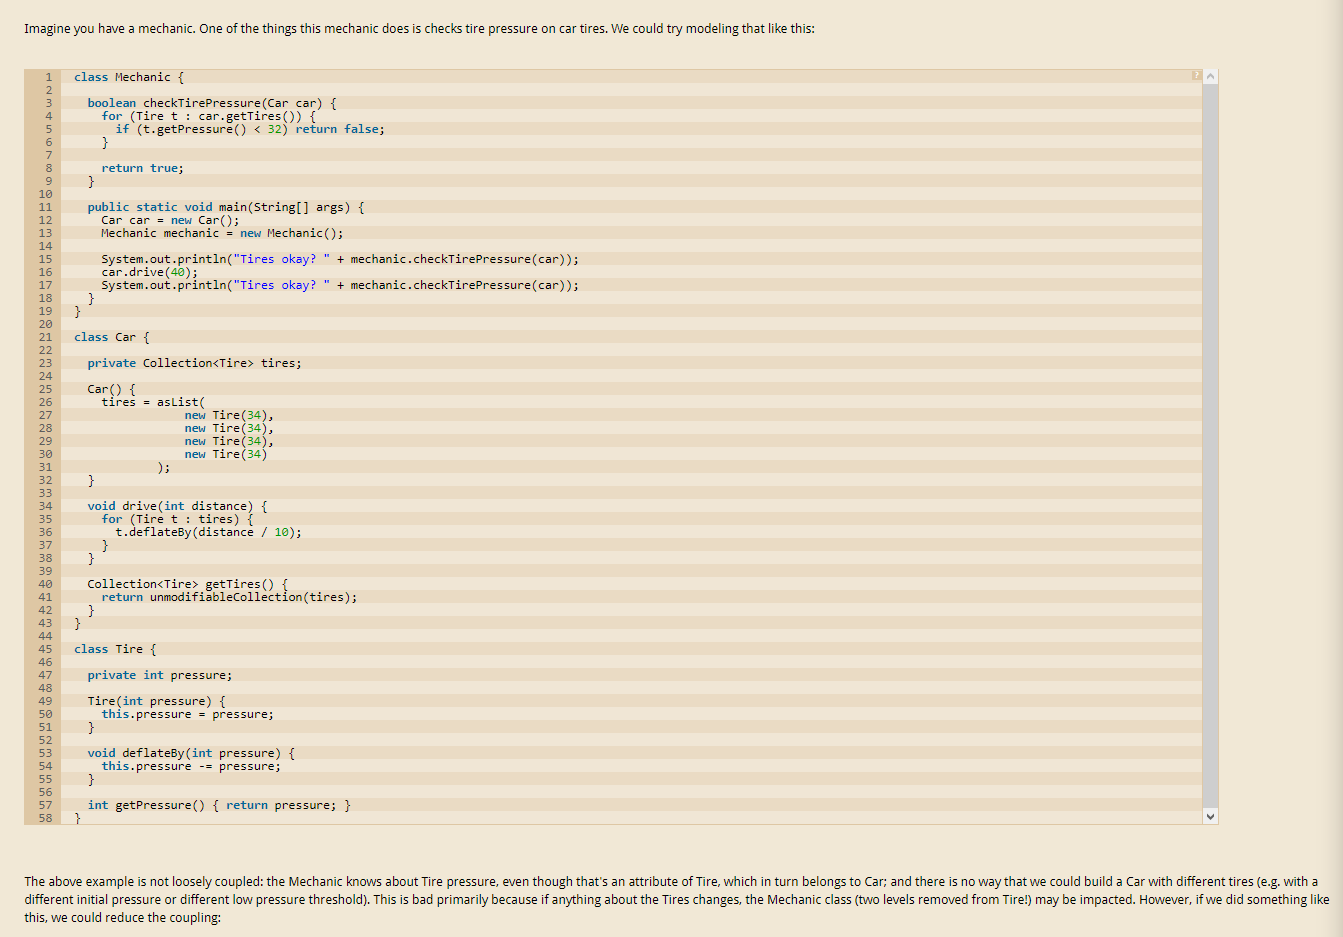 Imagine you have a mechanic. One of the things this mechanic does is checks tire pressure on car tires. We could try modeling that like this:
?
1 class Mechanic {
2
3 boolean checkTirePressure(Car car) {
4 for (Tire t : car.getTires()) {
5 if (t.getPressure() < 32) return false;
6 }
7
8 return true;
9 }
10
11 public static void main(String[] args) {
12 Car car = new Car();
13 Mechanic mechanic = new Mechanic();
14
15 System.out.println("Tires okay? " + mechanic.checkTirePressure(car));
16 car.drive(40);
17 System.out.println("Tires okay? " + mechanic.checkTirePressure(car));
18 }
19 }
20
21 class Car {
22
23 private Collection<Tire> tires;
24
25 Car() {
26 tires = asList(
27 new Tire(34),
28 new Tire(34),
29 new Tire(34),
30 new Tire(34)
31 );
32 }
33
34 void drive(int distance) {
35 for (Tire t : tires) {
36 t.deflateBy(distance / 10);
37 }
38 }
39
40 Collection<Tire> getTires() {
41 return unmodifiableCollection(tires);
42 }
43 }
44
45 class Tire {
46
47 private int pressure;
48
49 Tire(int pressure) {
50 this.pressure = pressure;
51 }
52
53 void deflateBy(int pressure) {
54 this.pressure -= pressure;
55 }
56
57 int getPressure() { return pressure; }
58 }
The above example is not loosely coupled: the Mechanic knows about Tire pressure, even though that's an attribute of Tire, which in turn belongs to Car; and there is no way that we could build a Car with different tires (e.g. with a
different initial pressure or different low pressure threshold). This is bad primarily because if anything about the Tires changes, the Mechanic class (two levels removed from Tire!) may be impacted. However, if we did something like
this, we could reduce the coupling: